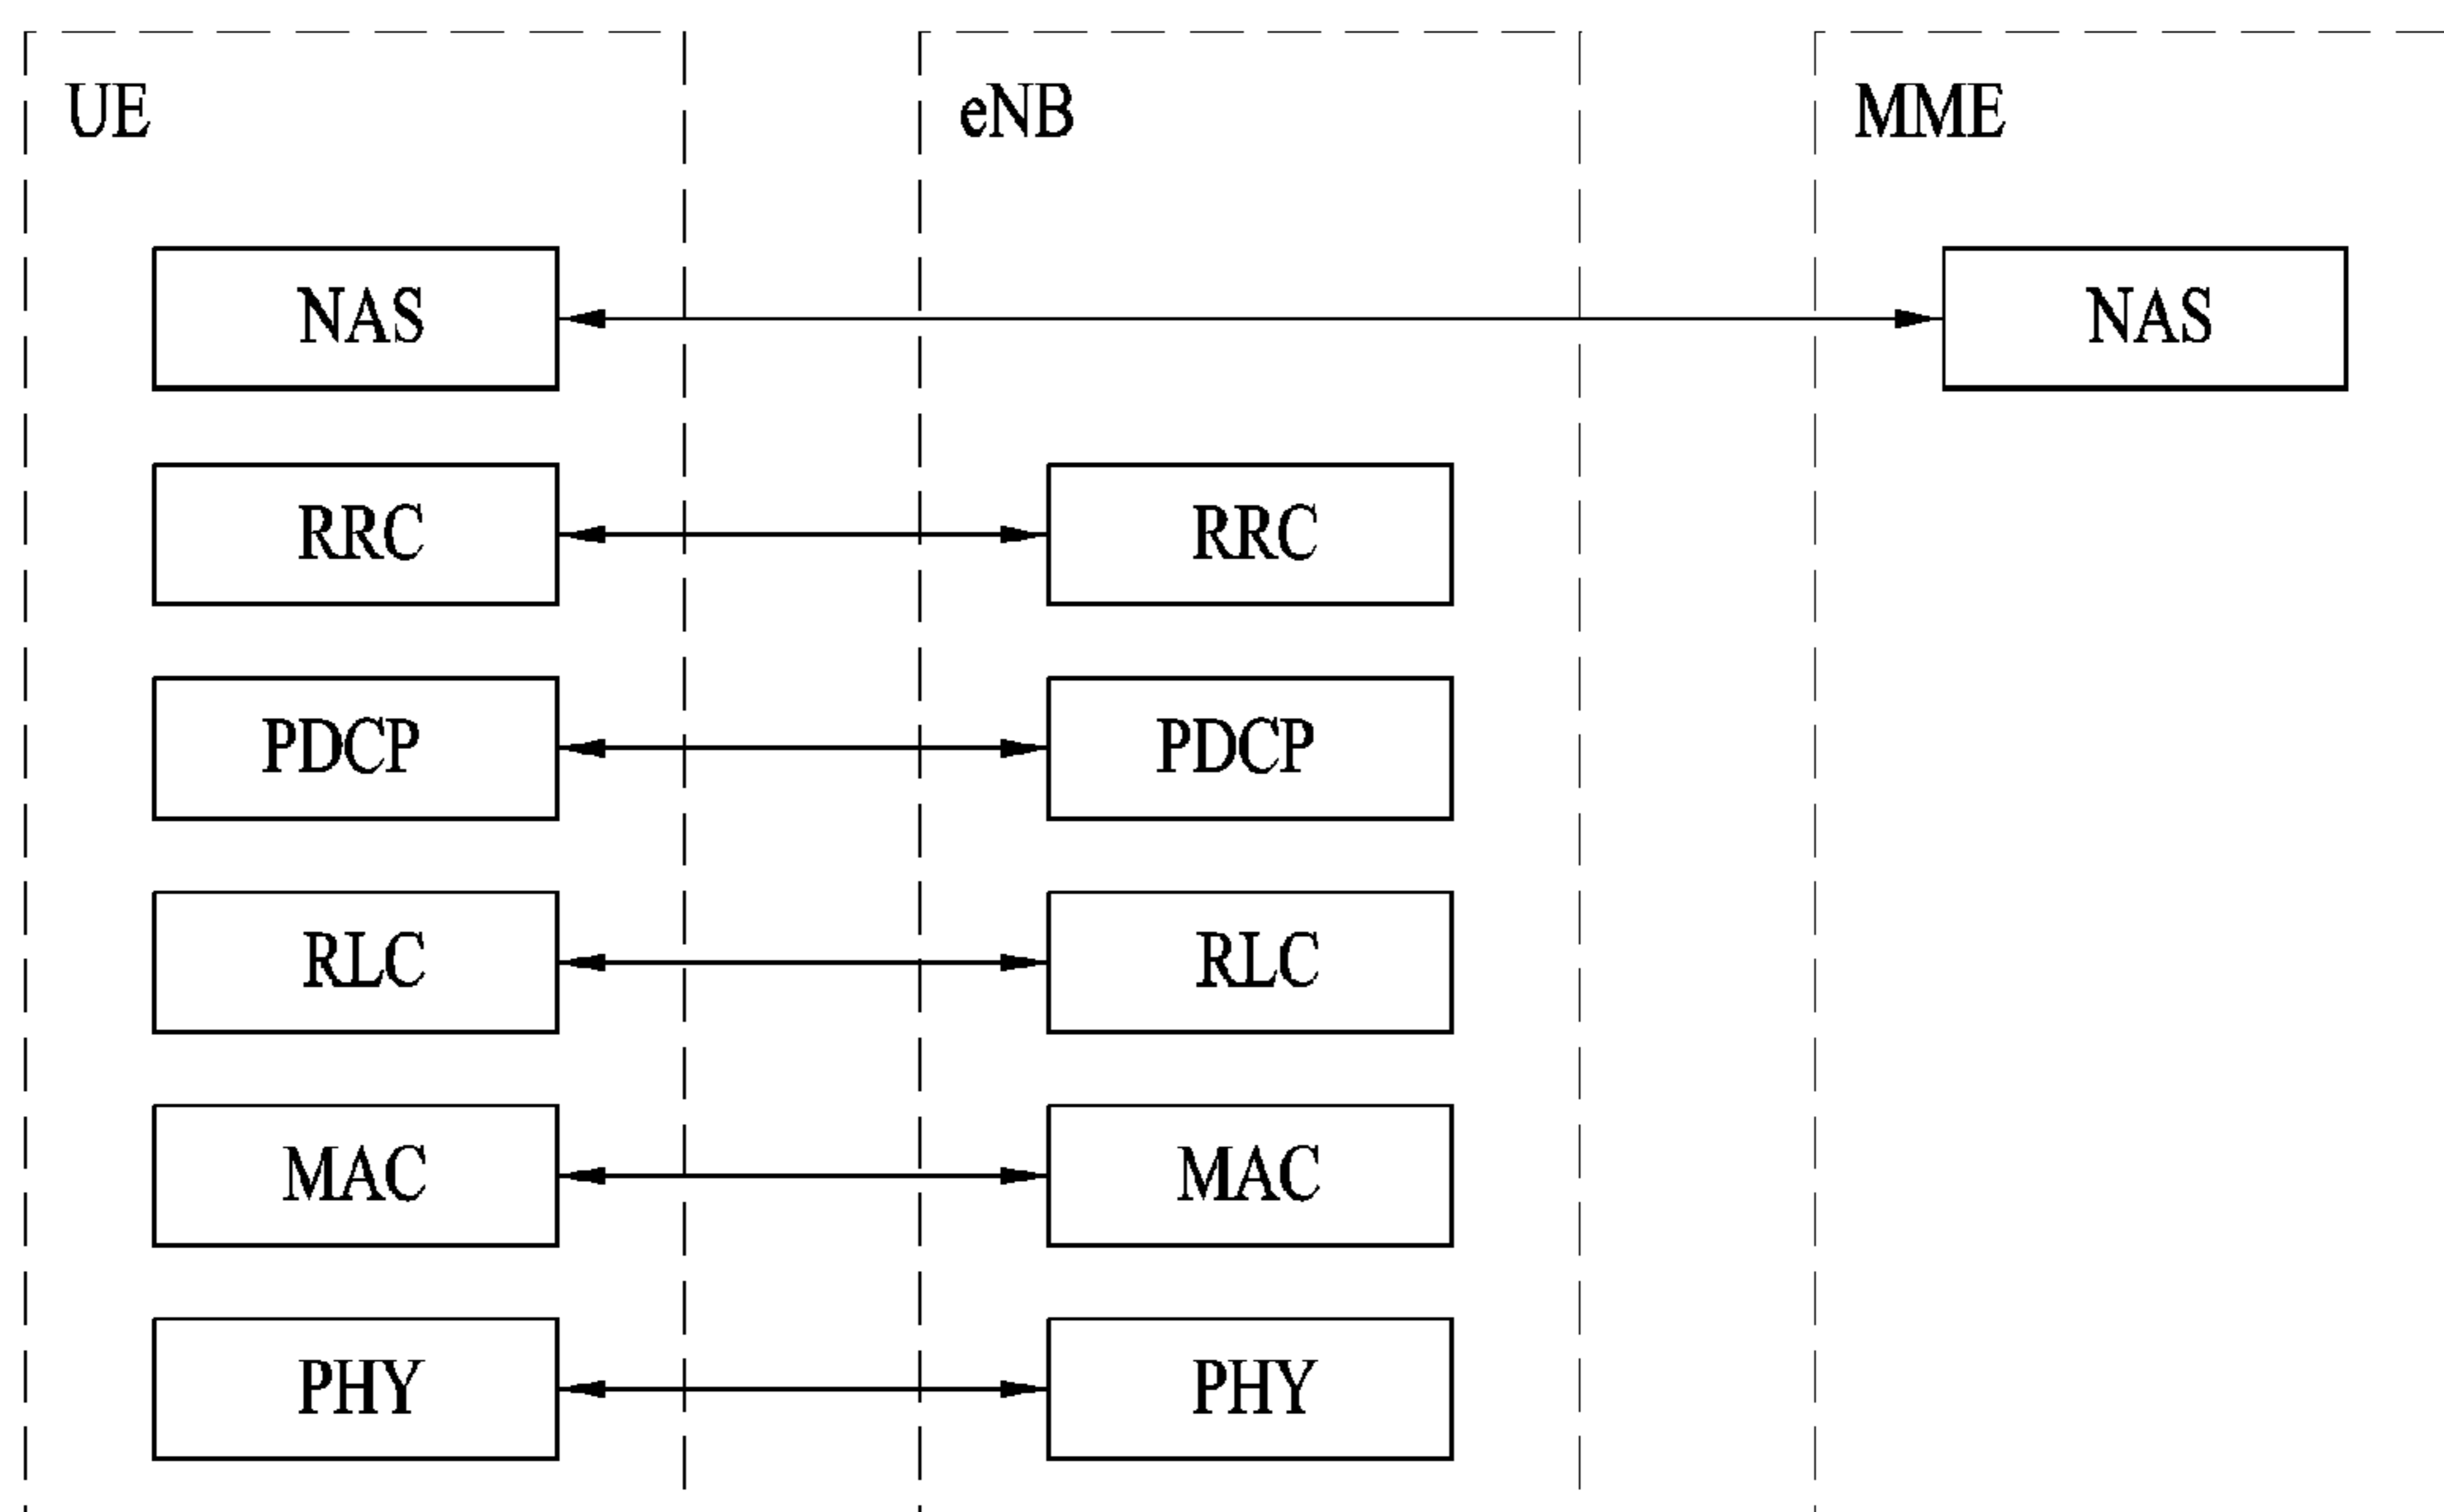 UE eNB MME
NAS NAS
RRC RRC
PDCP PDCP
RLC RLC
MAC MAC
PHY PHY